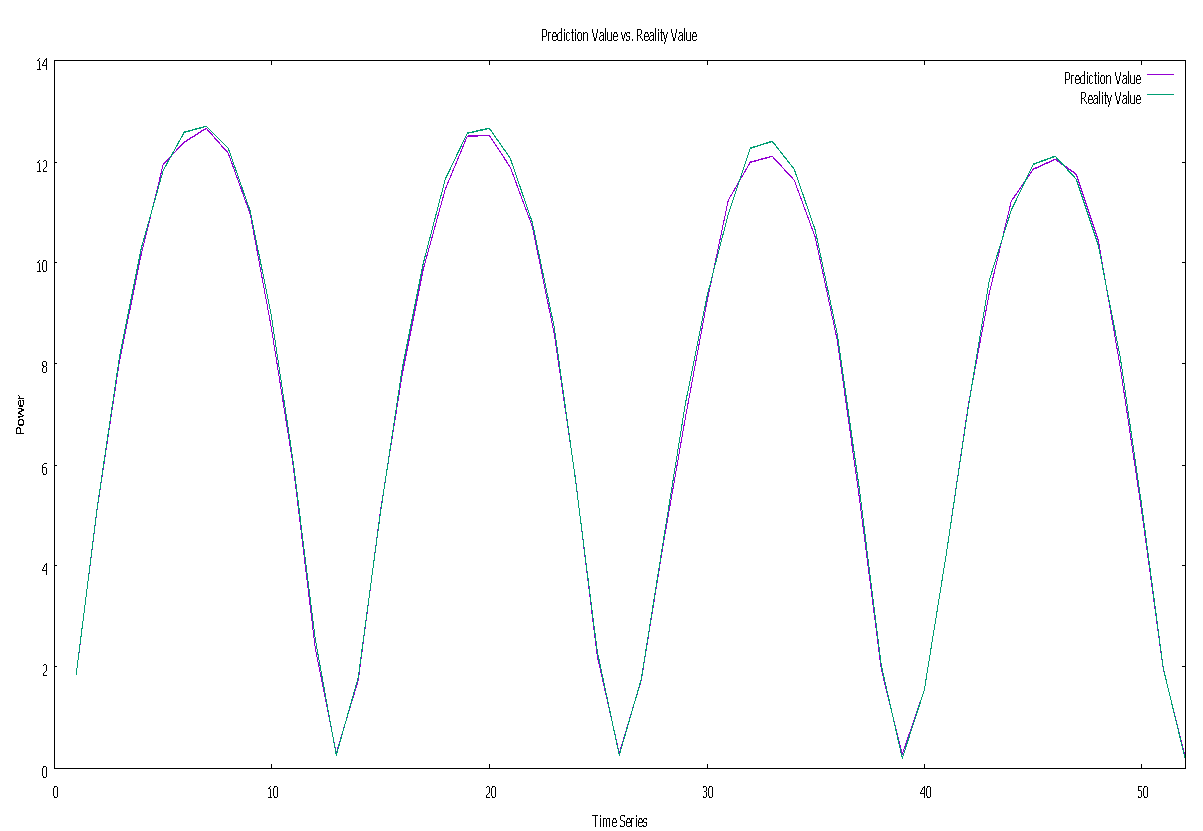 Prediction Value vs. Reality Value
14
Prediction Value
Reality Value
12
10
8
Power
6
4
2
0
0 10 20 30 40 50
Time Series